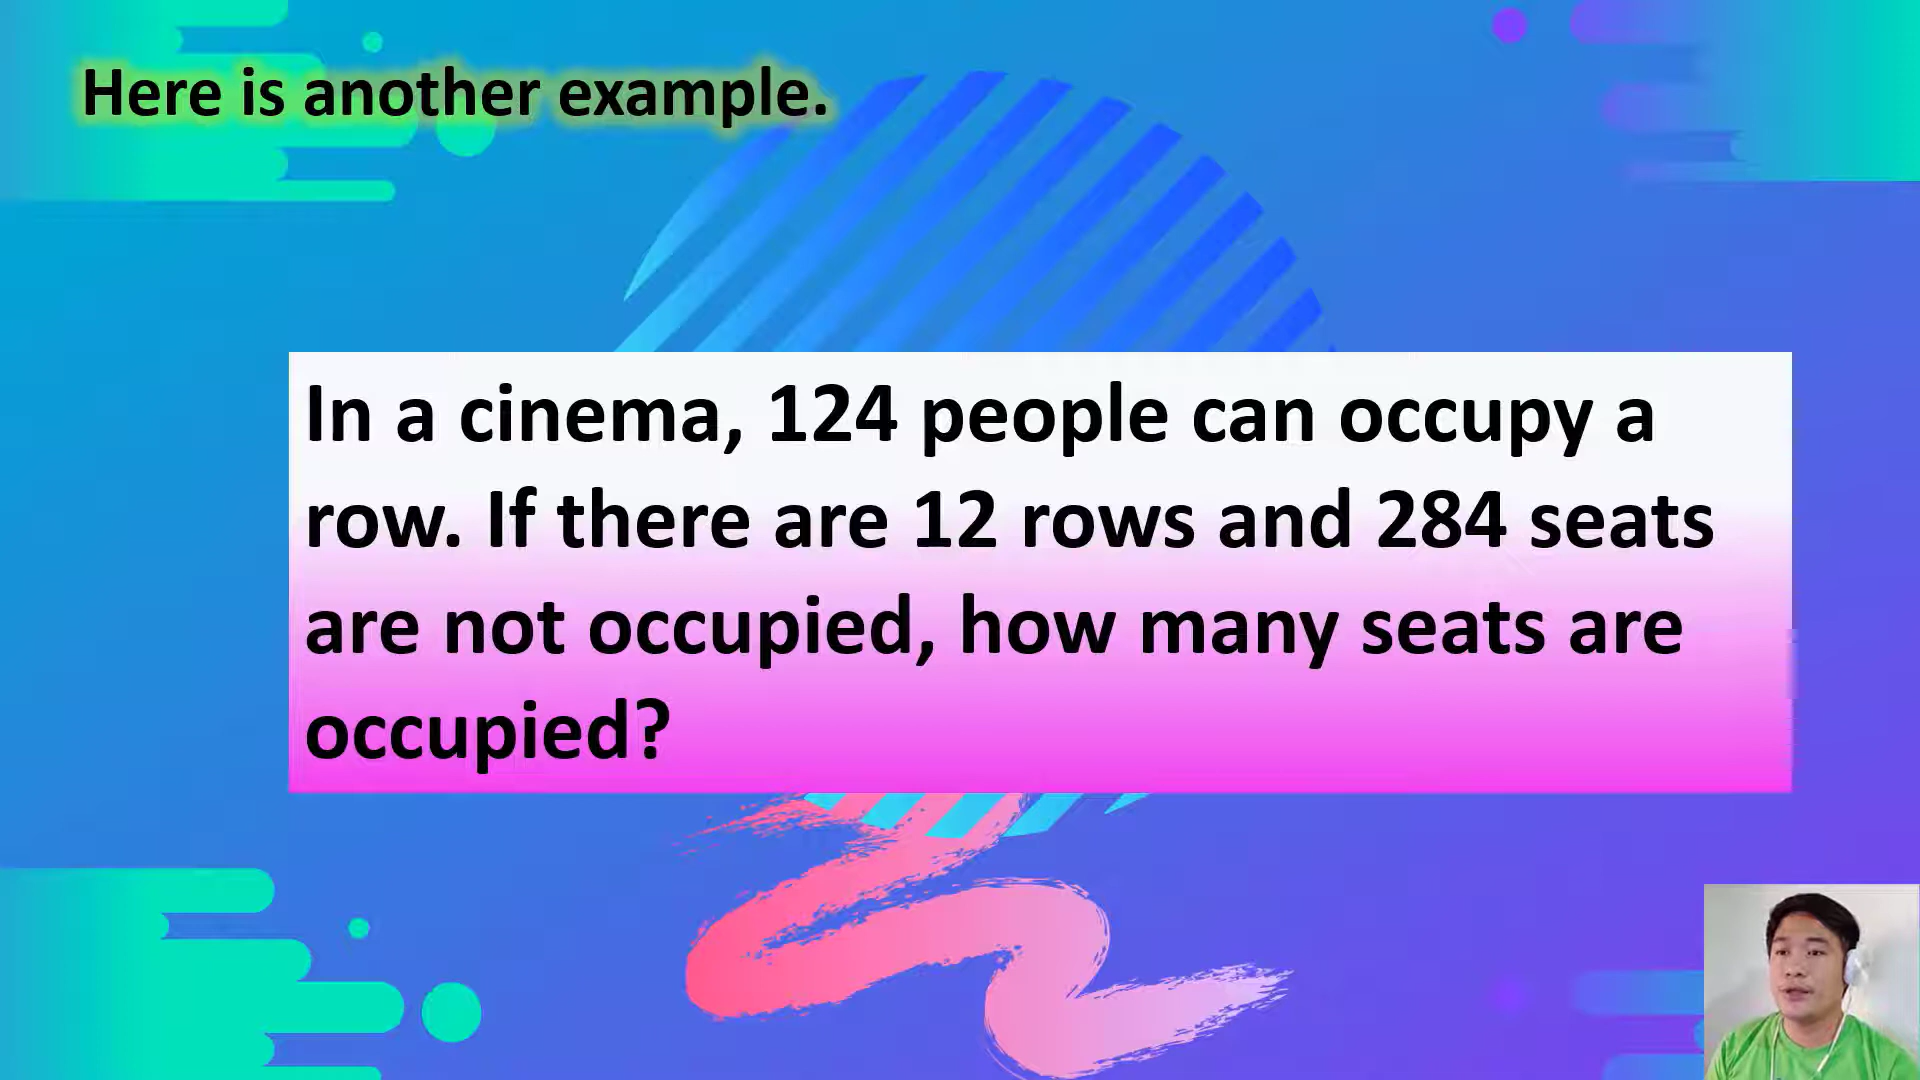 Here is another example.
In a cinema, 124 people can occupy a
row. If there are 12 rows and 284 seats
are not occupied, how many seats are
occupied?